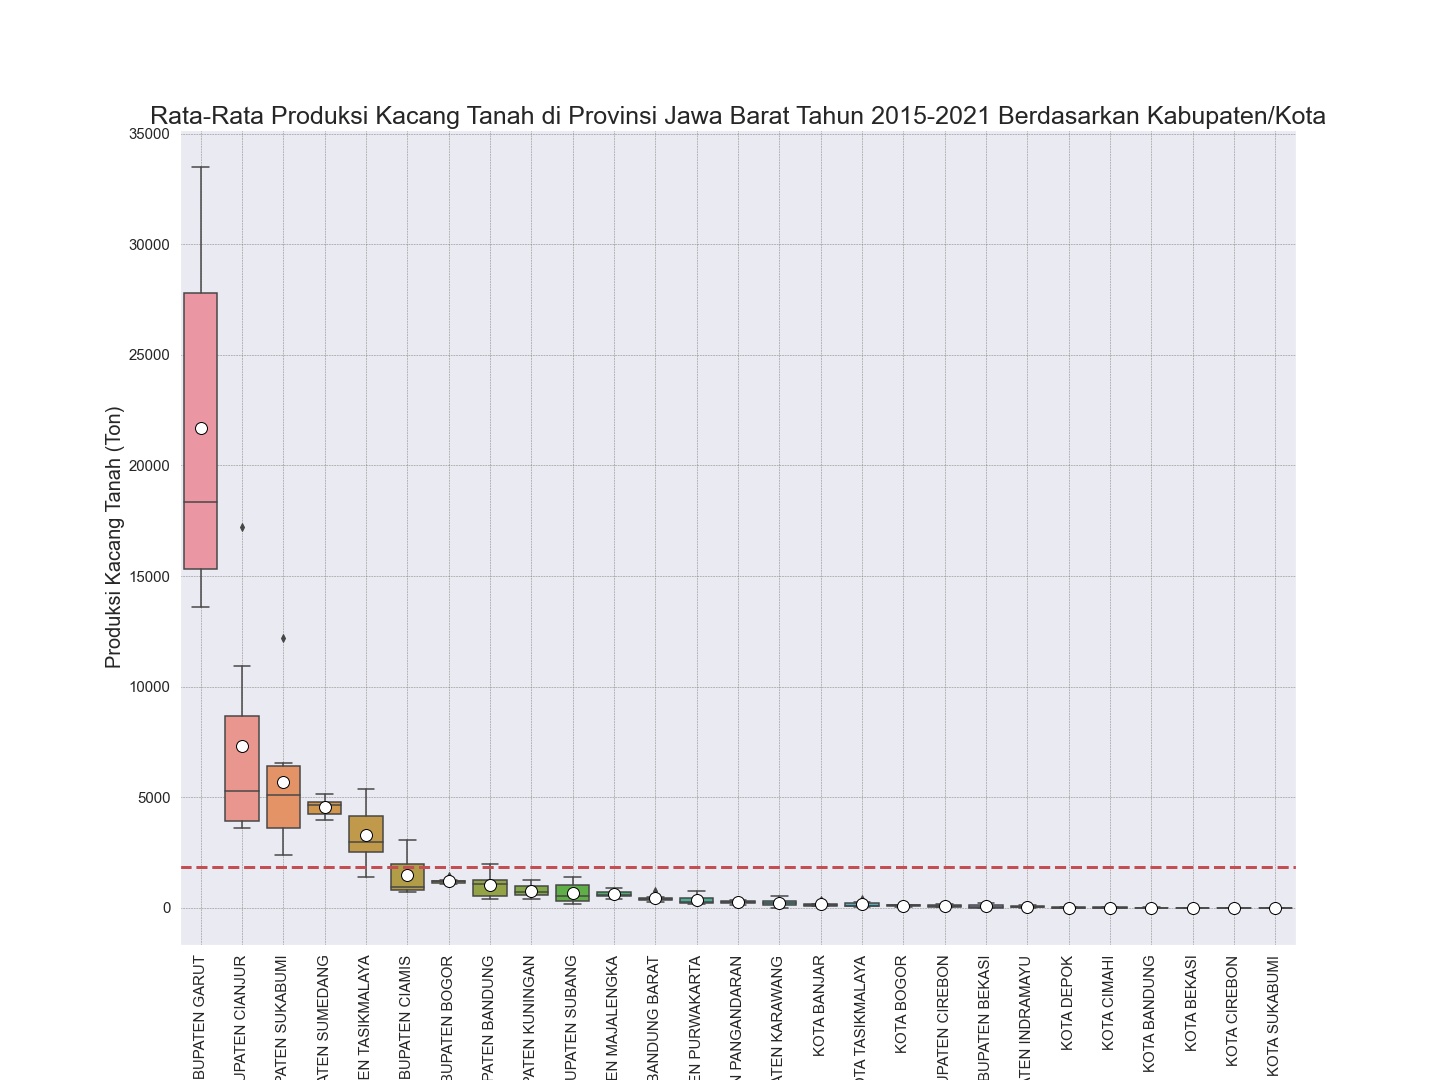 Rata-Rata Produksi Kacang Tanah di Provinsi Jawa Barat Tahun 2015-2021 Berdasarkan Kabupaten/Kota
Produksi Kacang Tanah (Ton)
35000
30000
25000
20000
15000
10000
5000
0
BUPATEN GARUT
UPATEN CIANJUR
PATEN SUKABUMI
ATEN SUMEDANG
EN TASIKMALAYA
BUPATEN CIAMIS
BUPATEN BOGOR
PATEN BANDUNG
PATEN KUNINGAN
UPATEN SUBANG
EN MAJALENGKA
BANDUNG BARAT
EN PURWAKARTA
N PANGANDARAN
ATEN KARAWANG
KOTA BANJAR
OTA TASIKMALAYA
KOTA BOGOR
UPATEN CIREBON
BUPATEN BEKASI
ATEN INDRAMAYU
KOTA DEPOK
KOTA CIMAHI
KOTA BANDUNG
KOTA BEKASI
KOTA CIREBON
KOTA SUKABUMI